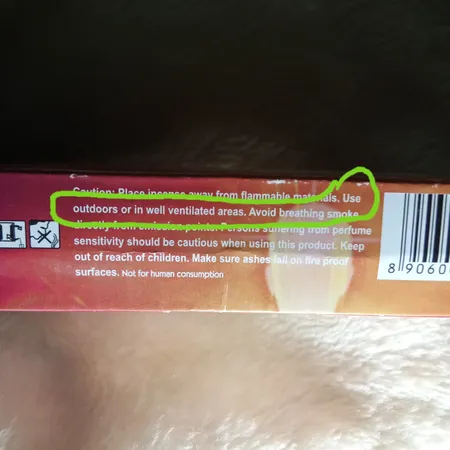 Caution: Place incense away from flammable materials. Use
outdoors or in well ventilated areas. Avoid breathing smoke
directly from emission points. Persons suffering from perfume
sensitivity should be cautious when using this product. Keep
out of reach of children. Make sure ashes fall on fire proof
surfaces. Not for human consumption